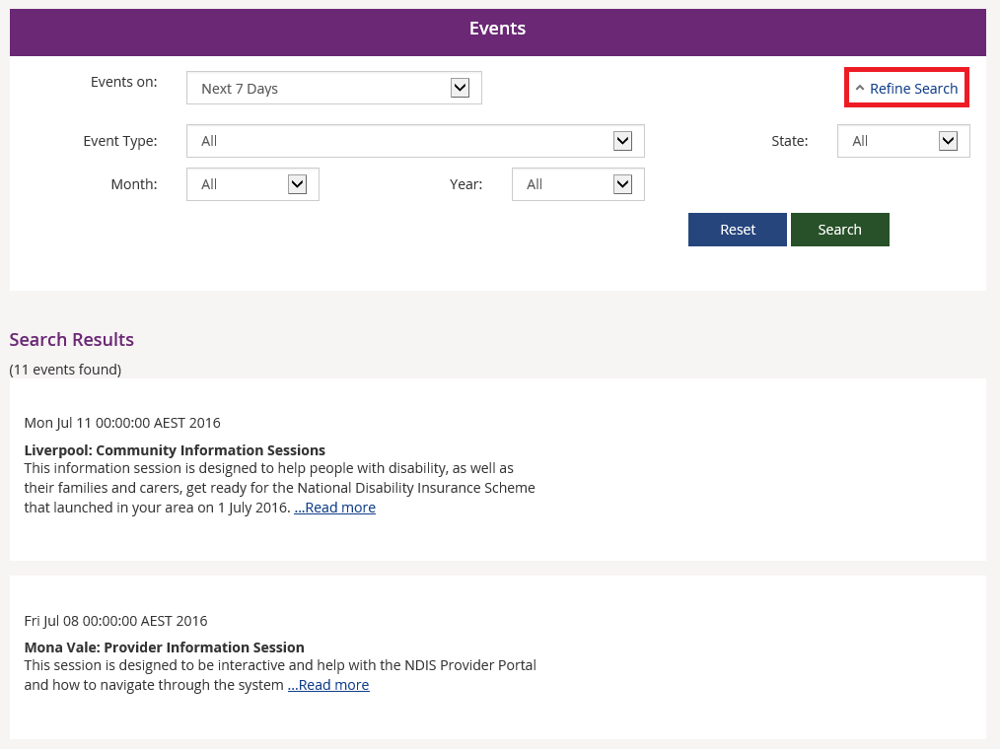 Events
Events on: Next 7 Days Refine Search
Event Type: All State: All
Month: All Year: All
Reset Search
Search Results
(11 events found)
Mon Jul 11 00:00:00 AEST 2016
Liverpool: Community Information Sessions
This information session is designed to help people with disability, as well as
their families and carers, get ready for the National Disability Insurance Scheme
that launched in your area on 1 July 2016. ...Read more
Fri Jul 08 00:00:00 AEST 2016
Mona Vale: Provider Information Session
This session is designed to be interactive and help with the NDIS Provider Portal
and how to navigate through the system ...Read more